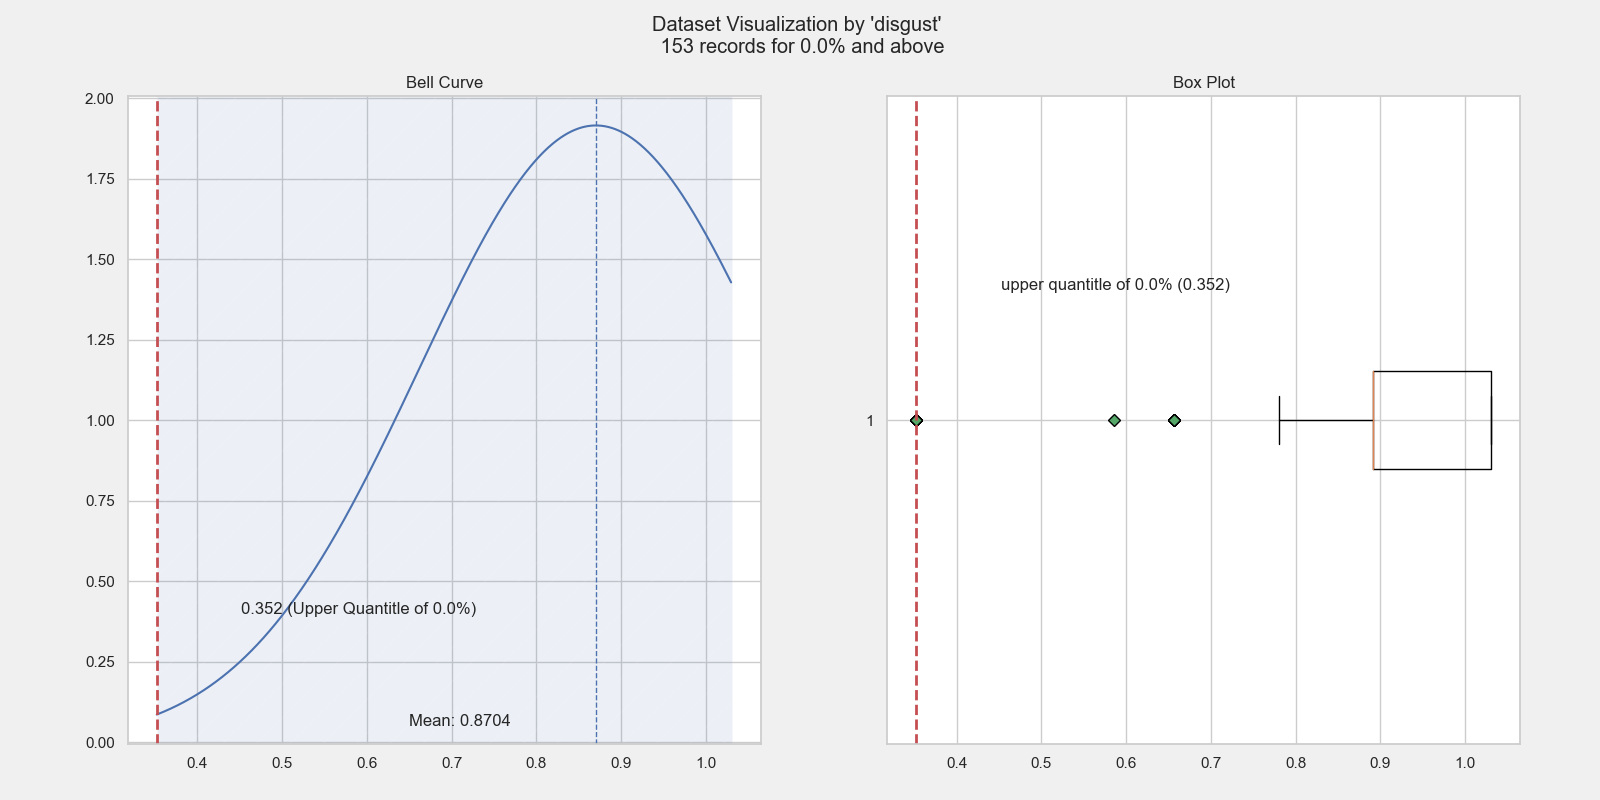 Dataset Visualization by 'disgust'
153 records for 0.0% and above
Bell Curve
2.00
1.75
1.50
1.25
1.00
0.75
0.50
0.25
0.00
0.352 (Upper Quantitle of 0.0%)
Mean: 0.8704
0.4 0.5 0.6 0.7 0.8 0.9 1.0
Box Plot
upper quantitle of 0.0% (0.352)
1
0.4 0.5 0.6 0.7 0.8 0.9 1.0